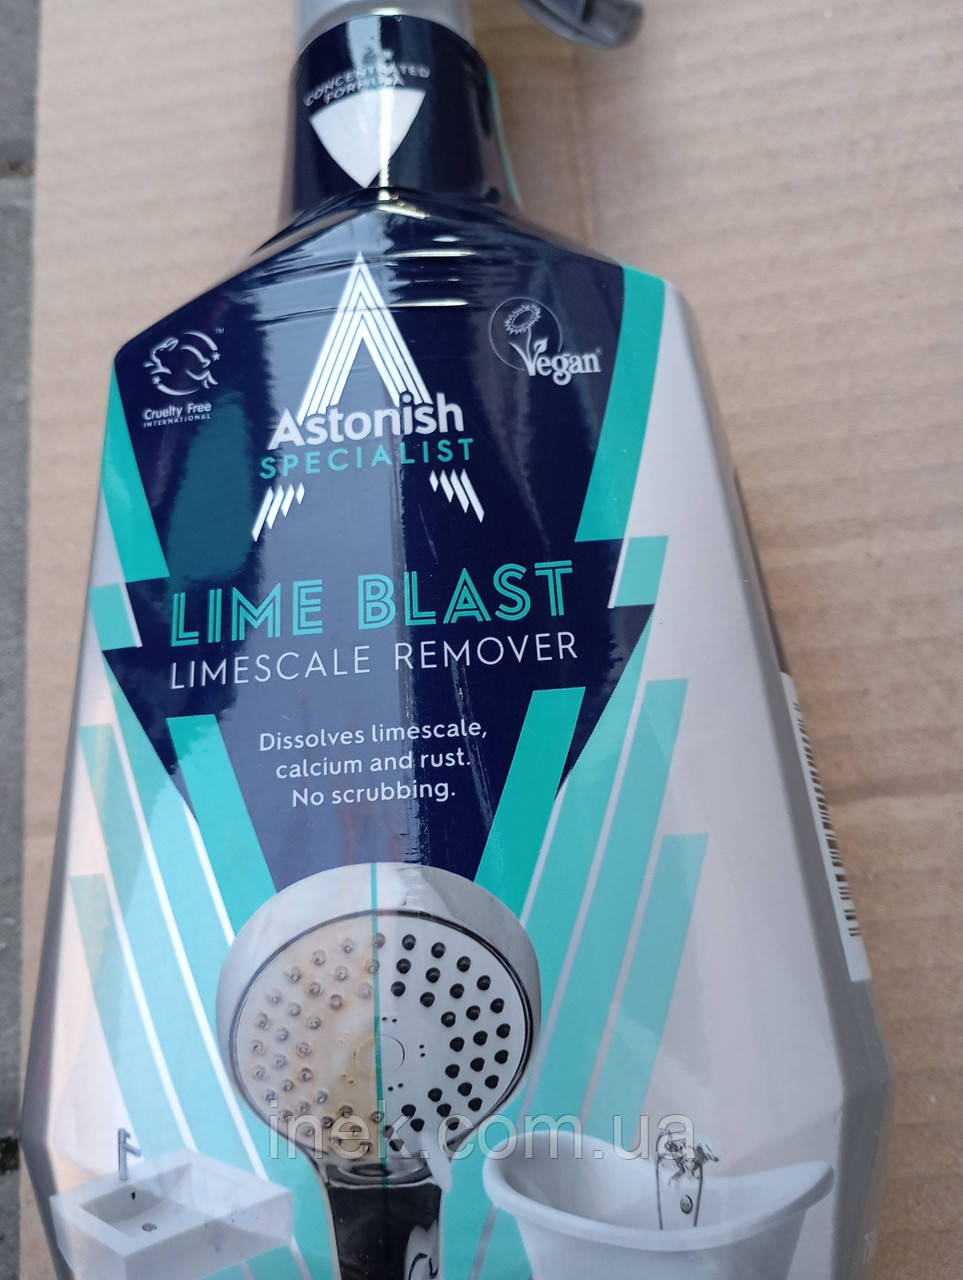 CONCENTRATED
FORMULA
TM
Cruelty Free
INTERNATIONAL
Vegan
Astonish
SPECIALIST
LIME BLAST
LIMESCALE REMOVER
Dissolves limescale,
calcium and rust.
No scrubbing.
inek.com.ua